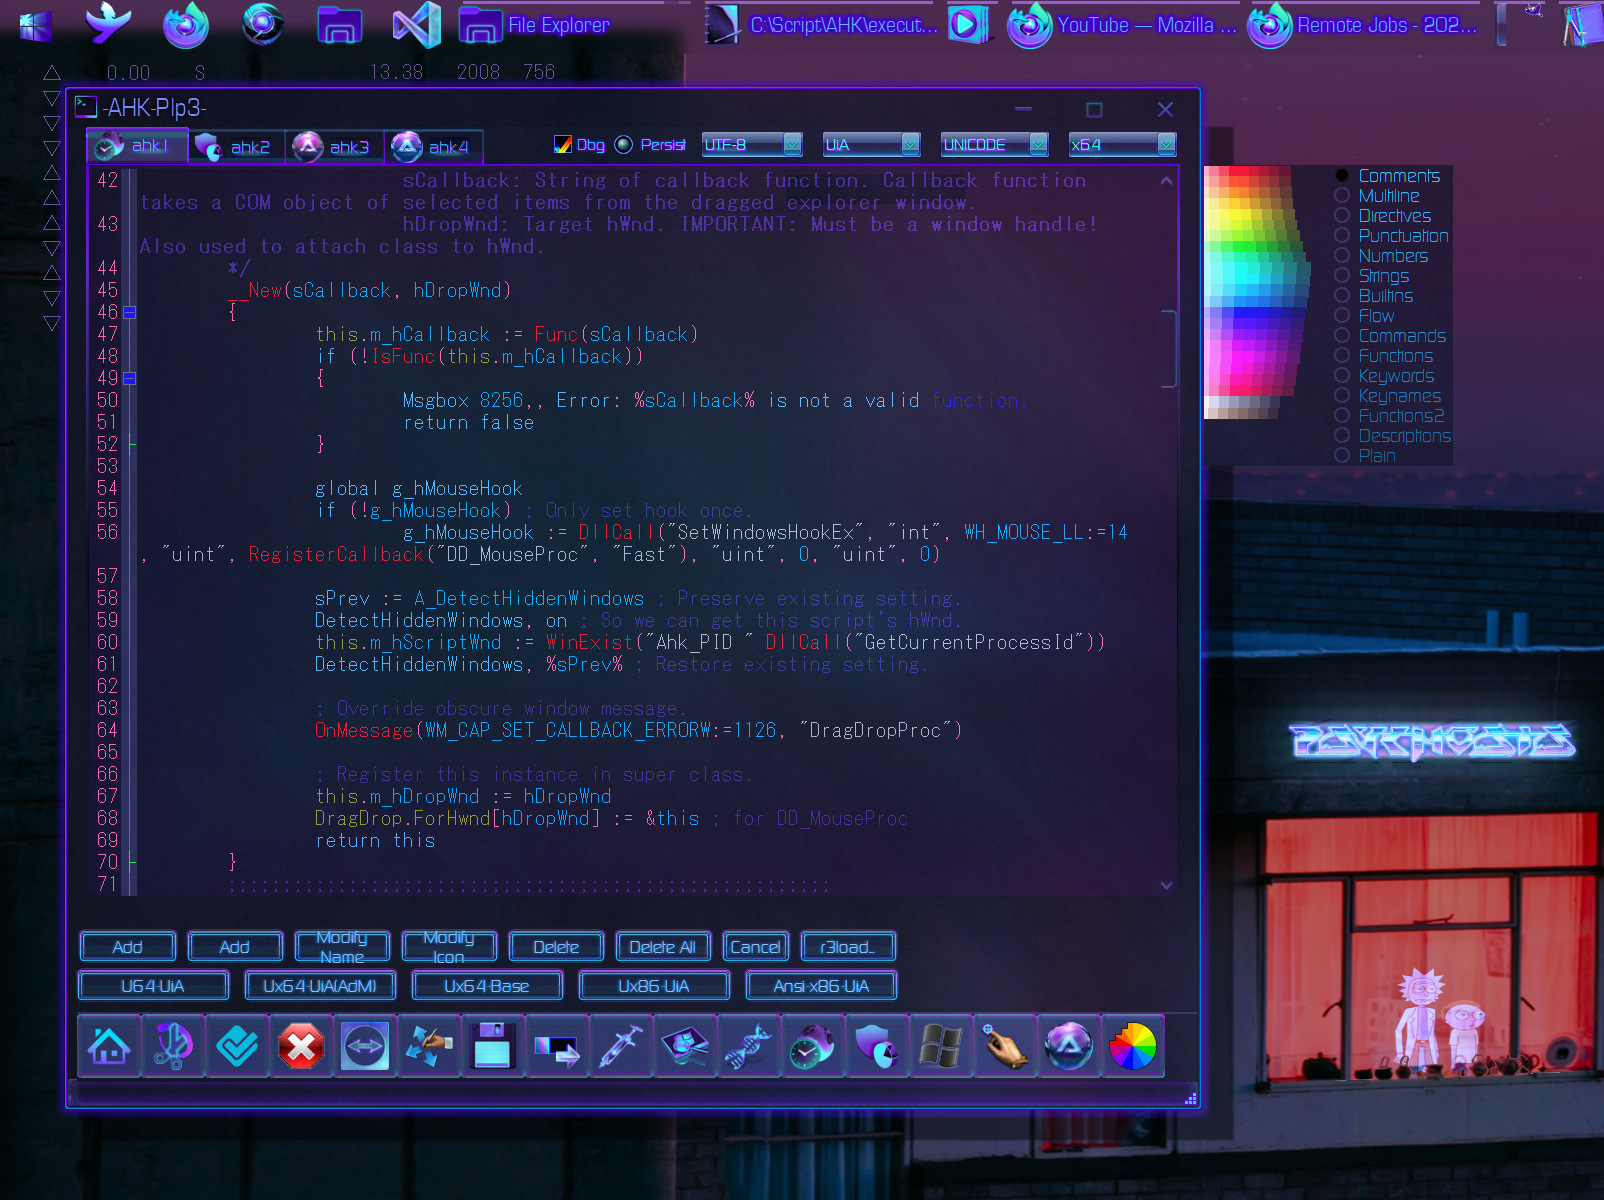 File Explorer
C:\Script\AHK\execut...
YouTube — Mozilla ...
Remote Jobs - 202...
0.00 S 13.38 2008 756
-AHK-PIp3-
ahk1 ahk2 ahk3 ahk4 Dbg Persist UTF-8 UiA UNICODE x64
42 sCallback: String of callback function. Callback function
takes a COM object of selected items from the dragged explorer window.
43 hDropWnd: Target hWnd. IMPORTANT: Must be a window handle!
Also used to attach class to hWnd.
44 */
45 __New(sCallback, hDropWnd)
46 {
47 this.m_hCallback := Func(sCallback)
48 if (!IsFunc(this.m_hCallback))
49 {
50 Msgbox 8256,, Error: %sCallback% is not a valid function.
51 return false
52 }
53
54 global g_hMouseHook
55 if (!g_hMouseHook) ; Only set hook once.
56 g_hMouseHook := DllCall("SetWindowsHookEx", "int", WH_MOUSE_LL:=14
, "uint", RegisterCallback("DD_MouseProc", "Fast"), "uint", 0, "uint", 0)
57
58 sPrev := A_DetectHiddenWindows ; Preserve existing setting.
59 DetectHiddenWindows, on ; So we can get this script's hWnd.
60 this.m_hScriptWnd := WinExist("Ahk_PID " DllCall("GetCurrentProcessId"))
61 DetectHiddenWindows, %sPrev% ; Restore existing setting.
62
63 ; Override obscure window message.
64 OnMessage(WM_CAP_SET_CALLBACK_ERRORW:=1126, "DragDropProc")
65
66 ; Register this instance in super class.
67 this.m_hDropWnd := hDropWnd
68 DragDrop.ForHwnd[hDropWnd] := &this ; for DD_MouseProc
69 return this
70 }
71 ;;;;;;;;;;;;;;;;;;;;;;;;;;;;;;;;;;;;;;;;;;;;;;;;;;;;;;;
Comments
Multiline
Directives
Punctuation
Numbers
Strings
Builtins
Flow
Commands
Functions
Keywords
Keynames
Functions2
Descriptions
Plain
PSYCHOSIS
Add Add Modify Name Modify Icon Delete Delete All Cancel r3load..
U64-UiA Ux64-UiA(AdM) Ux64-Base Ux86-UiA Ansi-x86-UiA